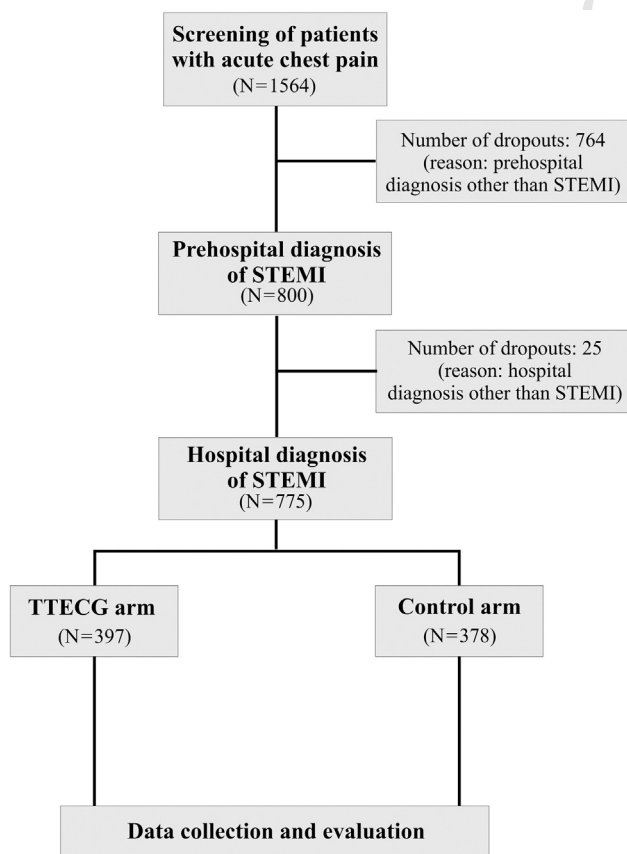 Screening of patients
with acute chest pain
(N=1564)
Number of dropouts: 764
(reason: prehospital
diagnosis other than STEMI)
Prehospital diagnosis
of STEMI
(N=800)
Number of dropouts: 25
(reason: hospital
diagnosis other than STEMI)
Hospital diagnosis
of STEMI
(N=775)
TTECG arm
(N=397)
Control arm
(N=378)
Data collection and evaluation